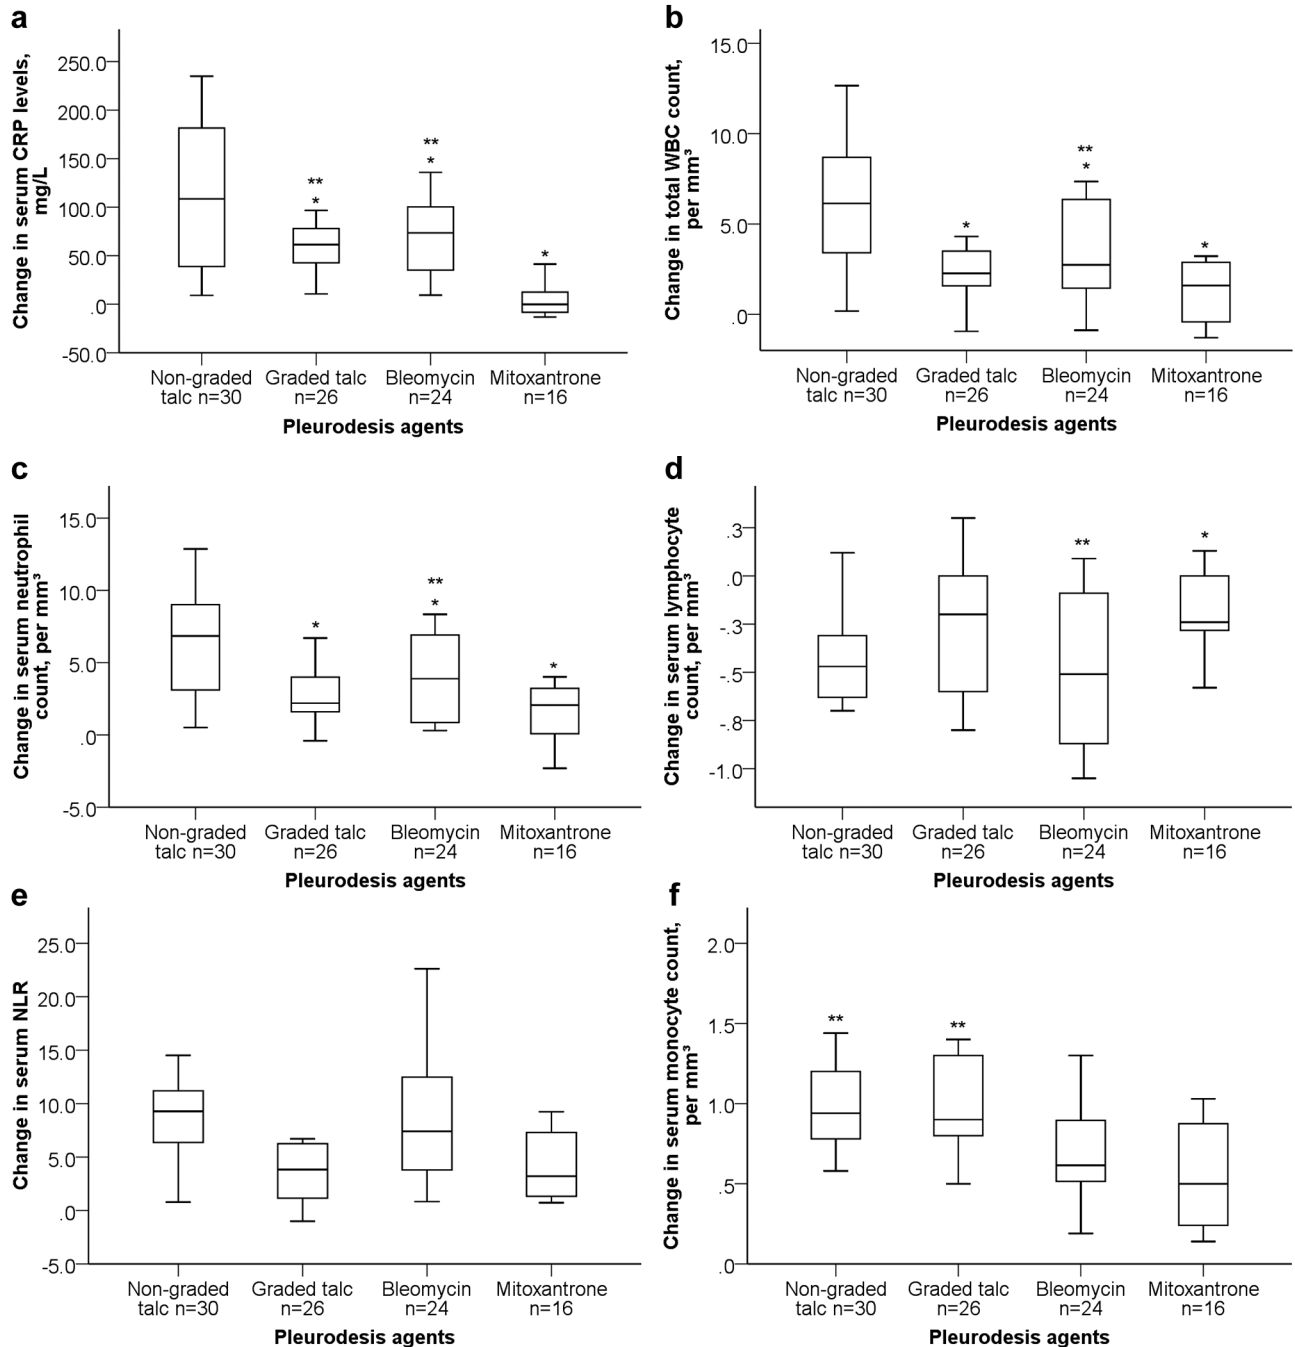 a
Change in serum CRP levels,
mg/L
250.0
200.0
150.0
100.0
50.0
.0
-50.0
**
*
**
*
*
Non-graded
talc n=30
Graded talc
n=26
Bleomycin
n=24
Mitoxantrone
n=16
Pleurodesis agents
b
Change in total WBC count,
per mm³
15.0
10.0
5.0
.0
*
**
*
*
Non-graded
talc n=30
Graded talc
n=26
Bleomycin
n=24
Mitoxantrone
n=16
Pleurodesis agents
c
Change in serum neutrophil
count, per mm³
15.0
10.0
5.0
.0
-5.0
*
**
*
*
Non-graded
talc n=30
Graded talc
n=26
Bleomycin
n=24
Mitoxantrone
n=16
Pleurodesis agents
d
Change in serum lymphocyte
count, per mm³
.3
.0
-.3
-.5
-.8
-1.0
**
*
Non-graded
talc n=30
Graded talc
n=26
Bleomycin
n=24
Mitoxantrone
n=16
Pleurodesis agents
e
Change in serum NLR
25.0
20.0
15.0
10.0
5.0
.0
-5.0
Non-graded
talc n=30
Graded talc
n=26
Bleomycin
n=24
Mitoxantrone
n=16
Pleurodesis agents
f
Change in serum monocyte count,
per mm³
2.0
1.5
1.0
.5
.0
**
**
Non-graded
talc n=30
Graded talc
n=26
Bleomycin
n=24
Mitoxantrone
n=16
Pleurodesis agents